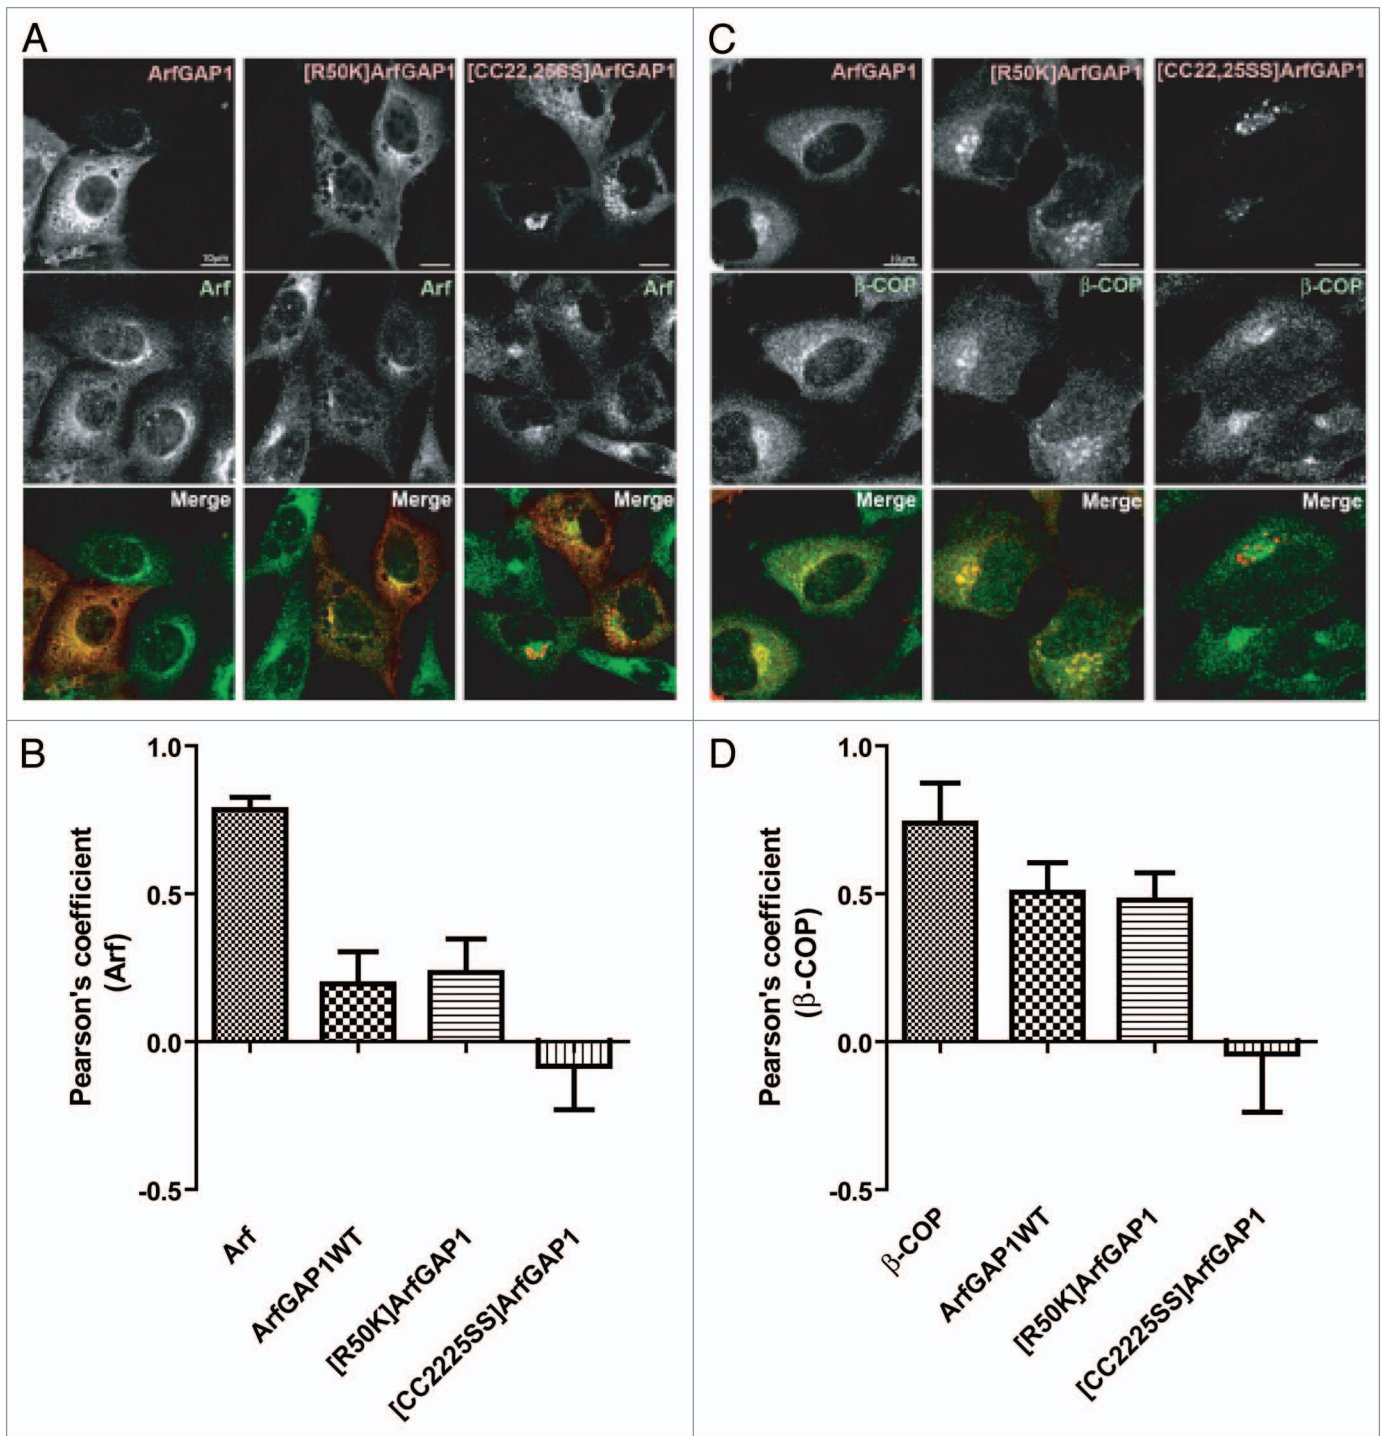 A
ArfGAP1
[R50K]ArfGAP1
[CC22,25SS]ArfGAP1
10µm
Arf
Arf
Arf
Merge
Merge
Merge
C
ArfGAP1
[R50K]ArfGAP1
[CC22,25SS]ArfGAP1
10µm
β-COP
β-COP
β-COP
Merge
Merge
Merge
B
1.0
0.5
0.0
-0.5
Pearson's coefficient
(Arf)
Arf
ArfGAP1WT
[R50K]ArfGAP1
[CC2225SS]ArfGAP1
D
1.0
0.5
0.0
-0.5
Pearson's coefficient
(β-COP)
β-COP
ArfGAP1WT
[R50K]ArfGAP1
[CC2225SS]ArfGAP1